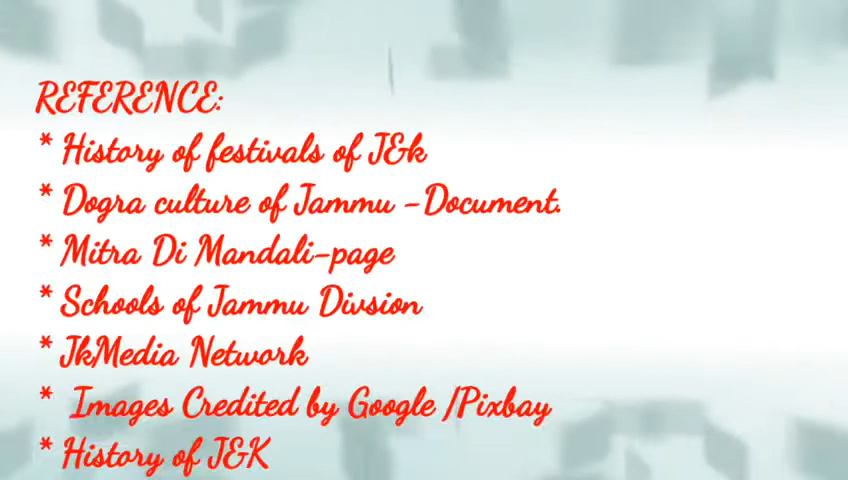 REFERENCE:
* History of festivals of J&k
* Dogra culture of Jammu -Document.
* Mitra Di Mandali-page
* Schools of Jammu Divsion
* JkMedia Network
* Images Credited by Google /Pixbay
* History of J&K